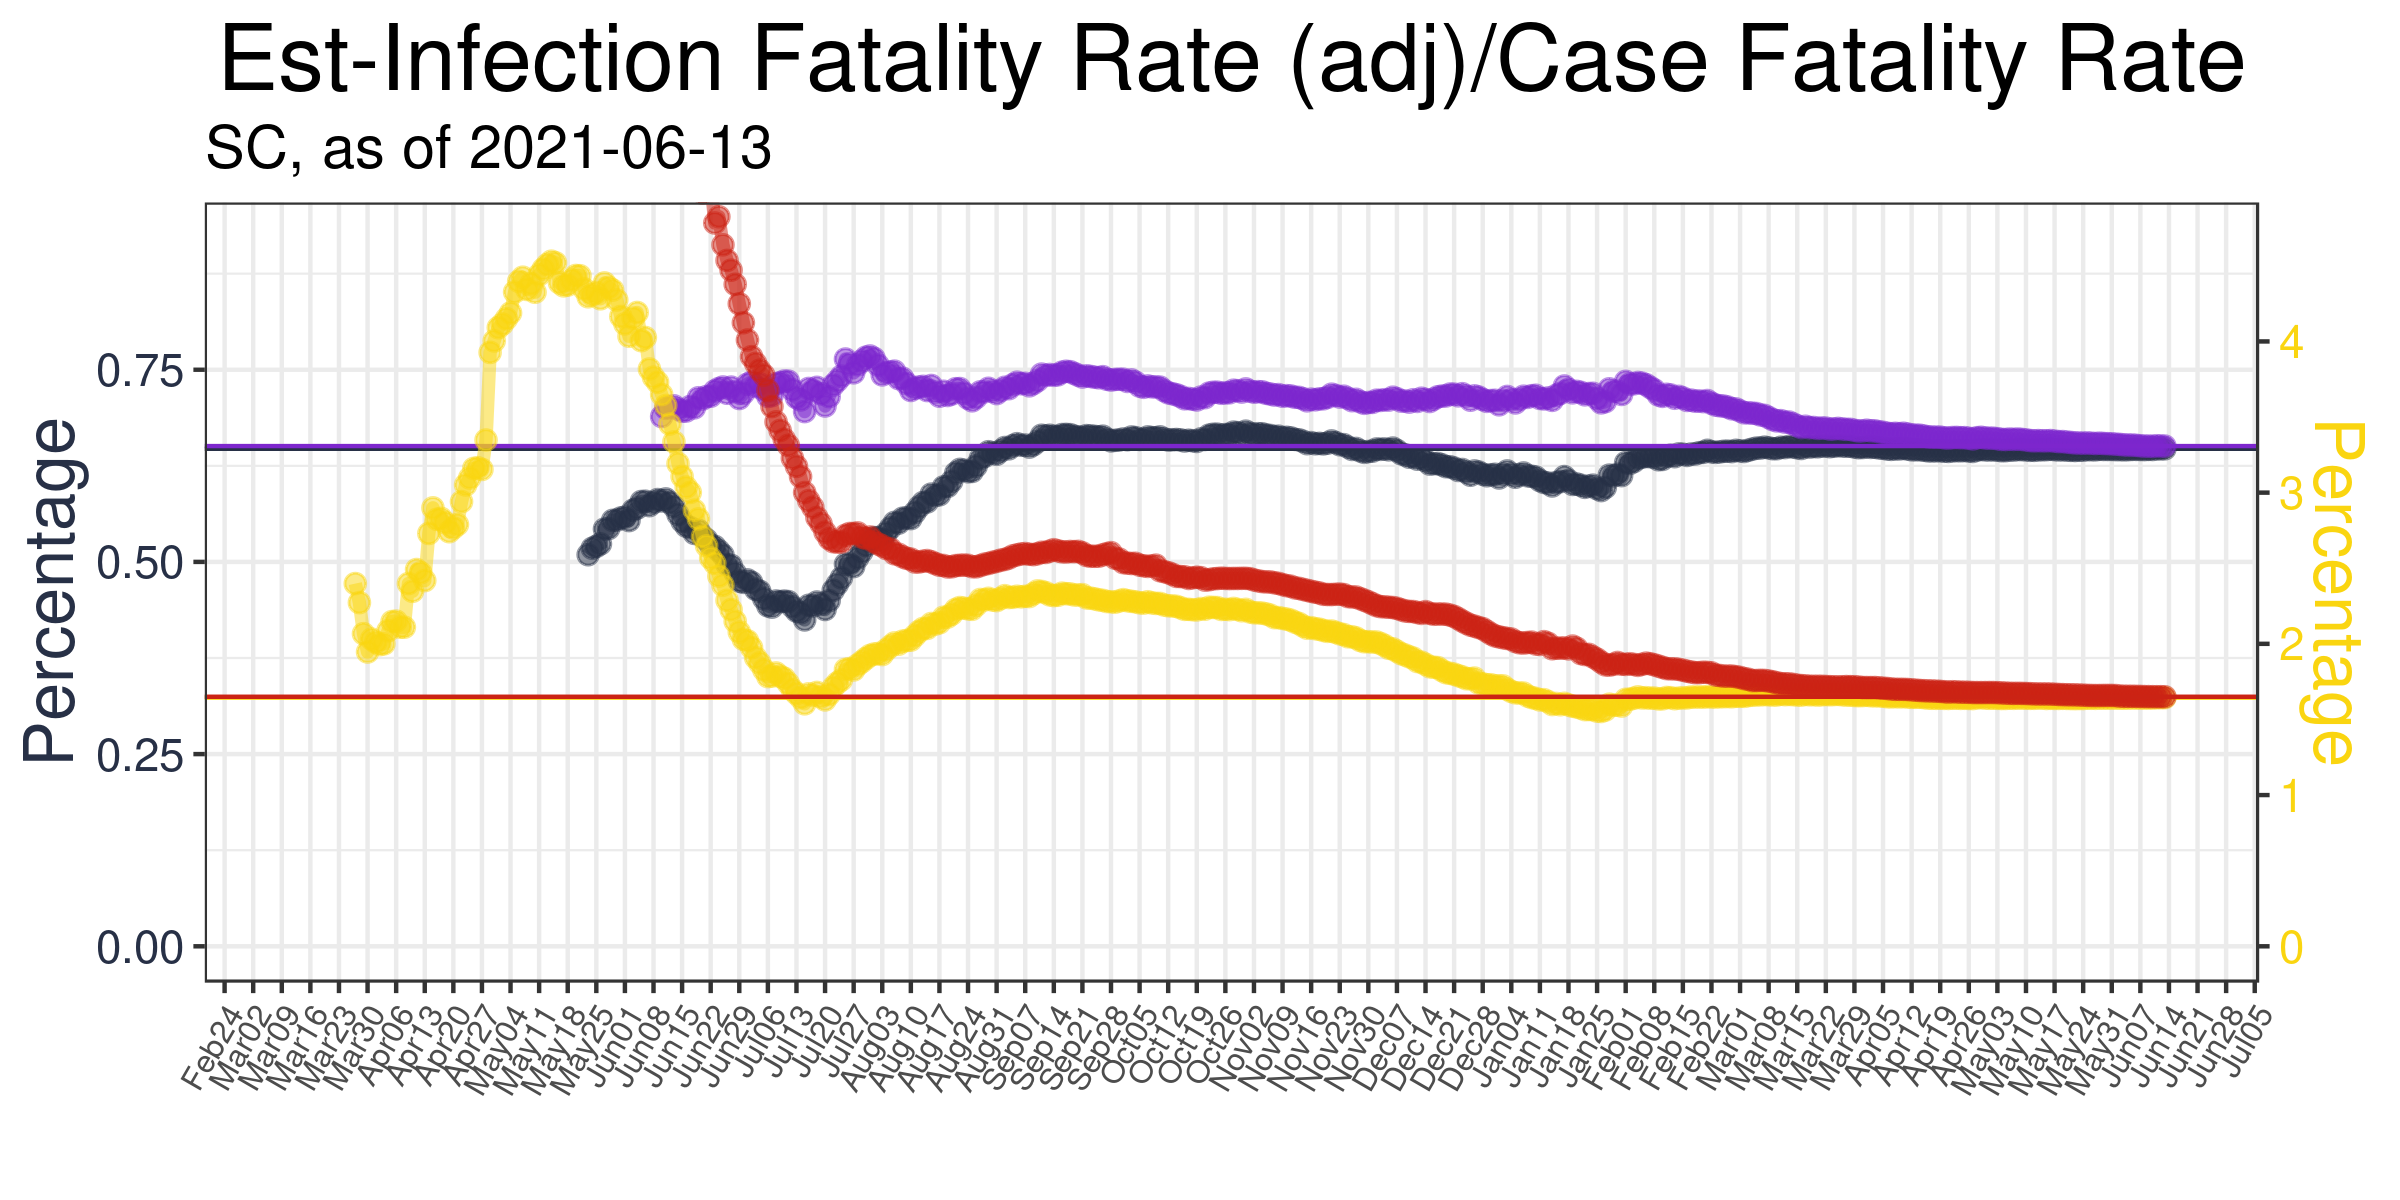 Est-Infection Fatality Rate (adj)/Case Fatality Rate
SC, as of 2021-06-13
Percentage
0.75
0.50
0.25
0.00
4
3
2
1
0
Percentage
Feb24
Mar02
Mar09
Mar16
Mar23
Mar30
Apr06
Apr13
Apr20
Apr27
May04
May11
May18
May25
Jun01
Jun08
Jun15
Jun22
Jun29
Jul06
Jul13
Jul20
Jul27
Aug03
Aug10
Aug17
Aug24
Aug31
Sep07
Sep14
Sep21
Sep28
Oct05
Oct12
Oct19
Oct26
Nov02
Nov09
Nov16
Nov23
Nov30
Dec07
Dec14
Dec21
Dec28
Jan04
Jan11
Jan18
Jan25
Feb01
Feb08
Feb15
Feb22
Mar01
Mar08
Mar15
Mar22
Mar29
Apr05
Apr12
Apr19
Apr26
May03
May10
May17
May24
May31
Jun07
Jun14
Jun21
Jun28
Jul05